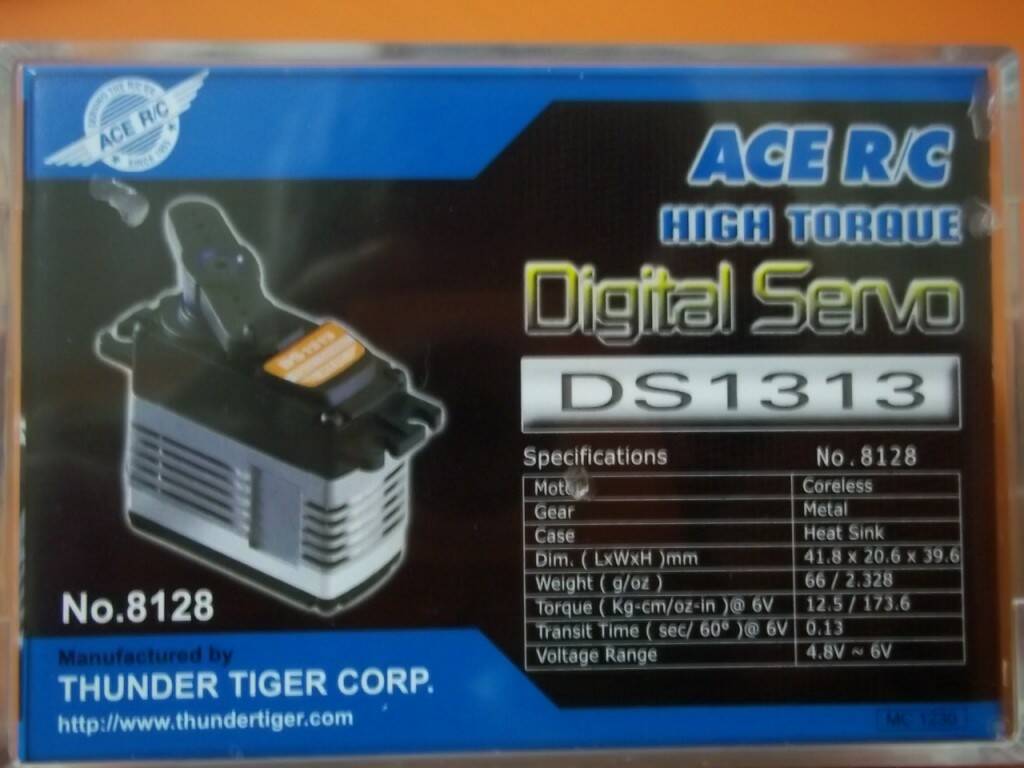 ACE R/C
ACE R/C
HIGH TORQUE
Digital Servo
DS1313
DS1313
Specifications No.8128
Motor Coreless
Gear Metal
Case Heat Sink
Dim. ( LxWxH )mm 41.8 x 20.6 x 39.6
Weight ( g/oz ) 66 / 2.328
Torque ( Kg-cm/oz-in )@ 6V 12.5 / 173.6
Transit Time ( sec/ 60° )@ 6V 0.13
Voltage Range 4.8V ~ 6V
No.8128
Manufactured by
THUNDER TIGER CORP.
http://www.thundertiger.com